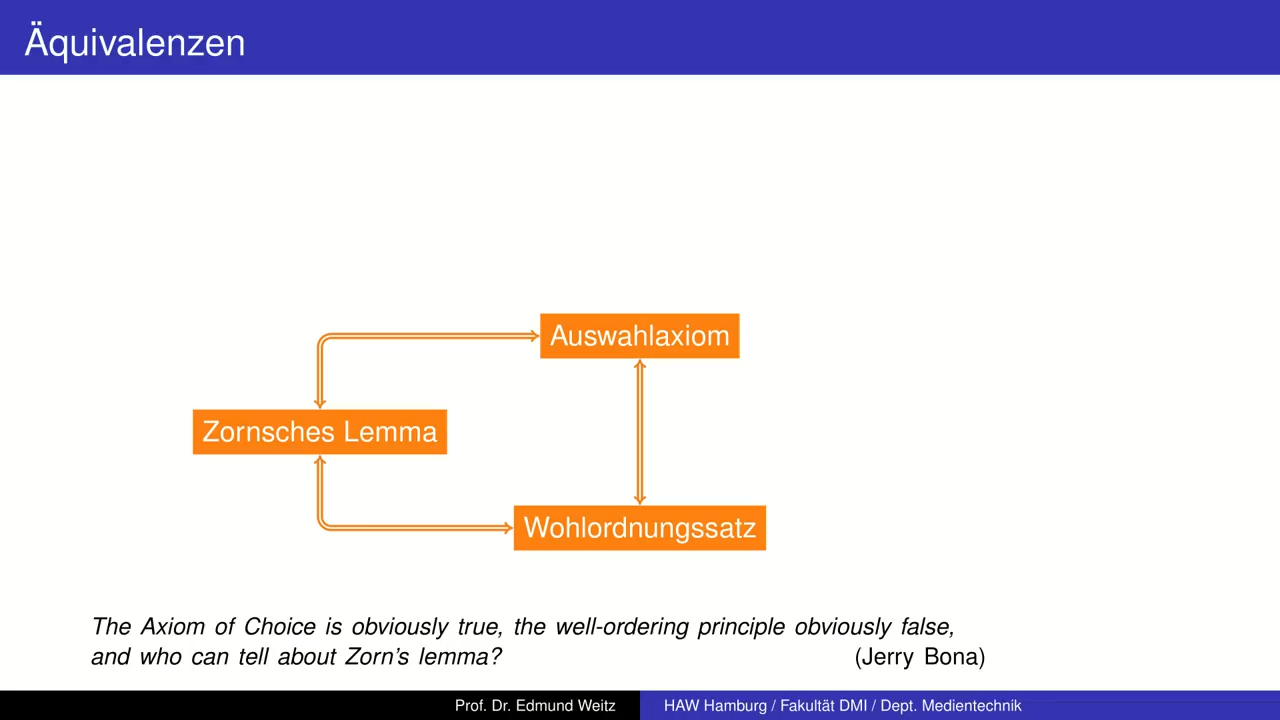 Äquivalenzen
Auswahlaxiom
Zornsches Lemma
Wohlordnungssatz
The Axiom of Choice is obviously true, the well-ordering principle obviously false,
and who can tell about Zorn's lemma? (Jerry Bona)
Prof. Dr. Edmund Weitz HAW Hamburg / Fakultät DMI / Dept. Medientechnik